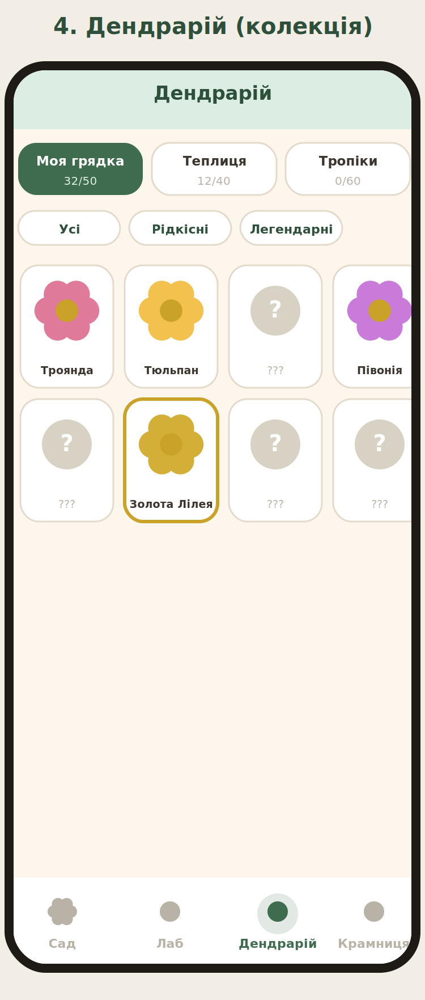 4. Дендрарій (колекція)
Дендрарій
Моя грядка
32/50
Теплиця
12/40
Тропіки
0/60
Усі
Рідкісні
Легендарні
Троянда
Тюльпан
?
???
Півонія
?
???
Золота Лілея
?
???
?
???
Сад
Лаб
Дендрарій
Крамниця